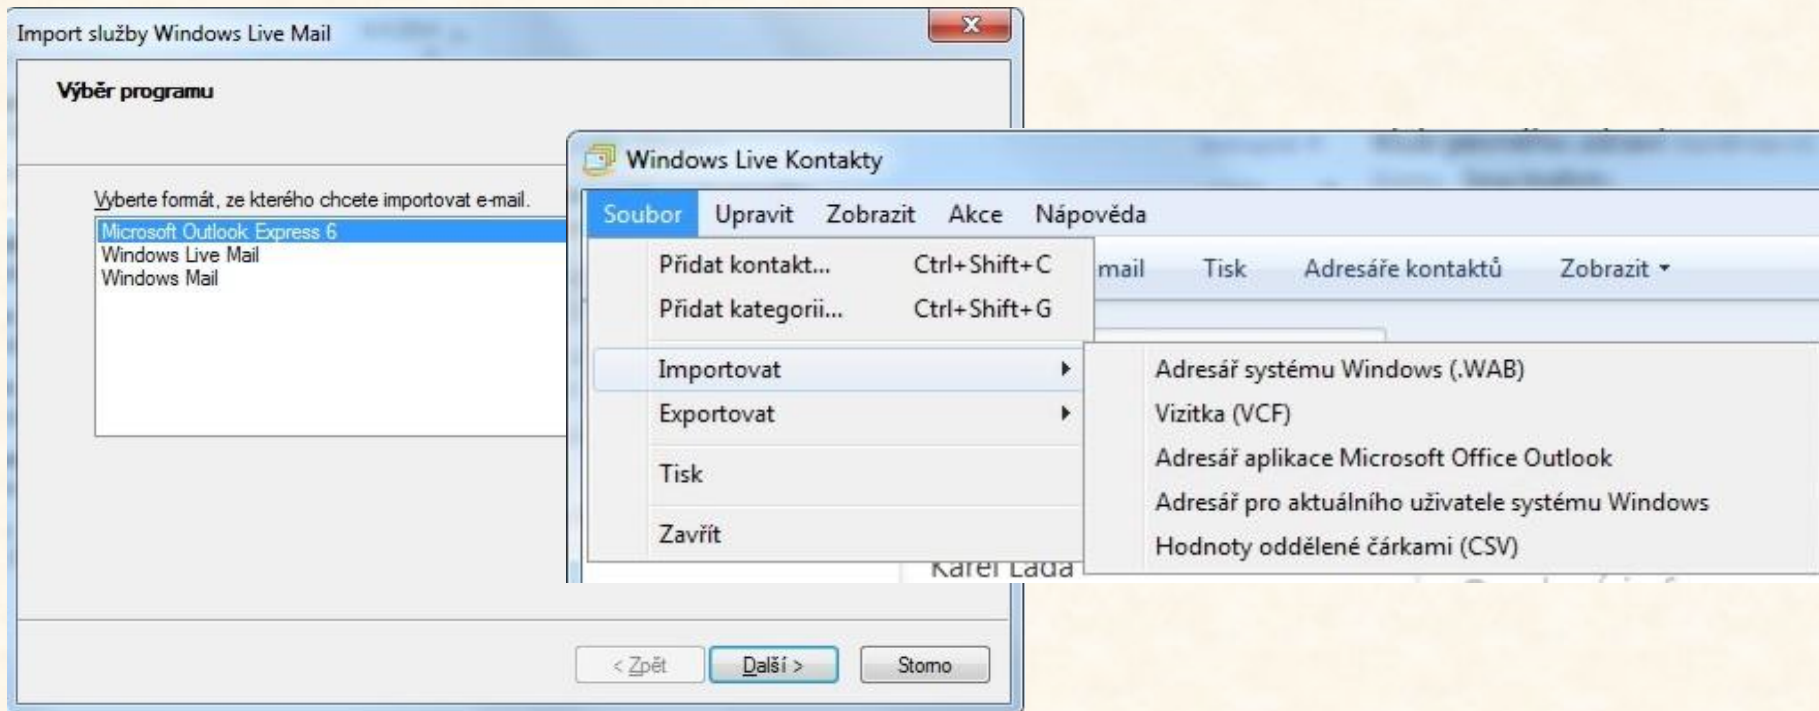 Import služby Windows Live Mail
Výběr programu
Vyberte formát, ze kterého chcete importovat e-mail.
Microsoft Outlook Express 6
Windows Live Mail
Windows Mail
< Zpět
Další >
Storno
Windows Live Kontakty
Soubor Upravit Zobrazit Akce Nápověda
mail Tisk Adresáře kontaktů Zobrazit
Přidat kontakt... Ctrl+Shift+C
Přidat kategorii... Ctrl+Shift+G
Importovat
Exportovat
Tisk
Zavřít
Adresář systému Windows (.WAB)
Vizitka (VCF)
Adresář aplikace Microsoft Office Outlook
Adresář pro aktuálního uživatele systému Windows
Hodnoty oddělené čárkami (CSV)
Karel Lada